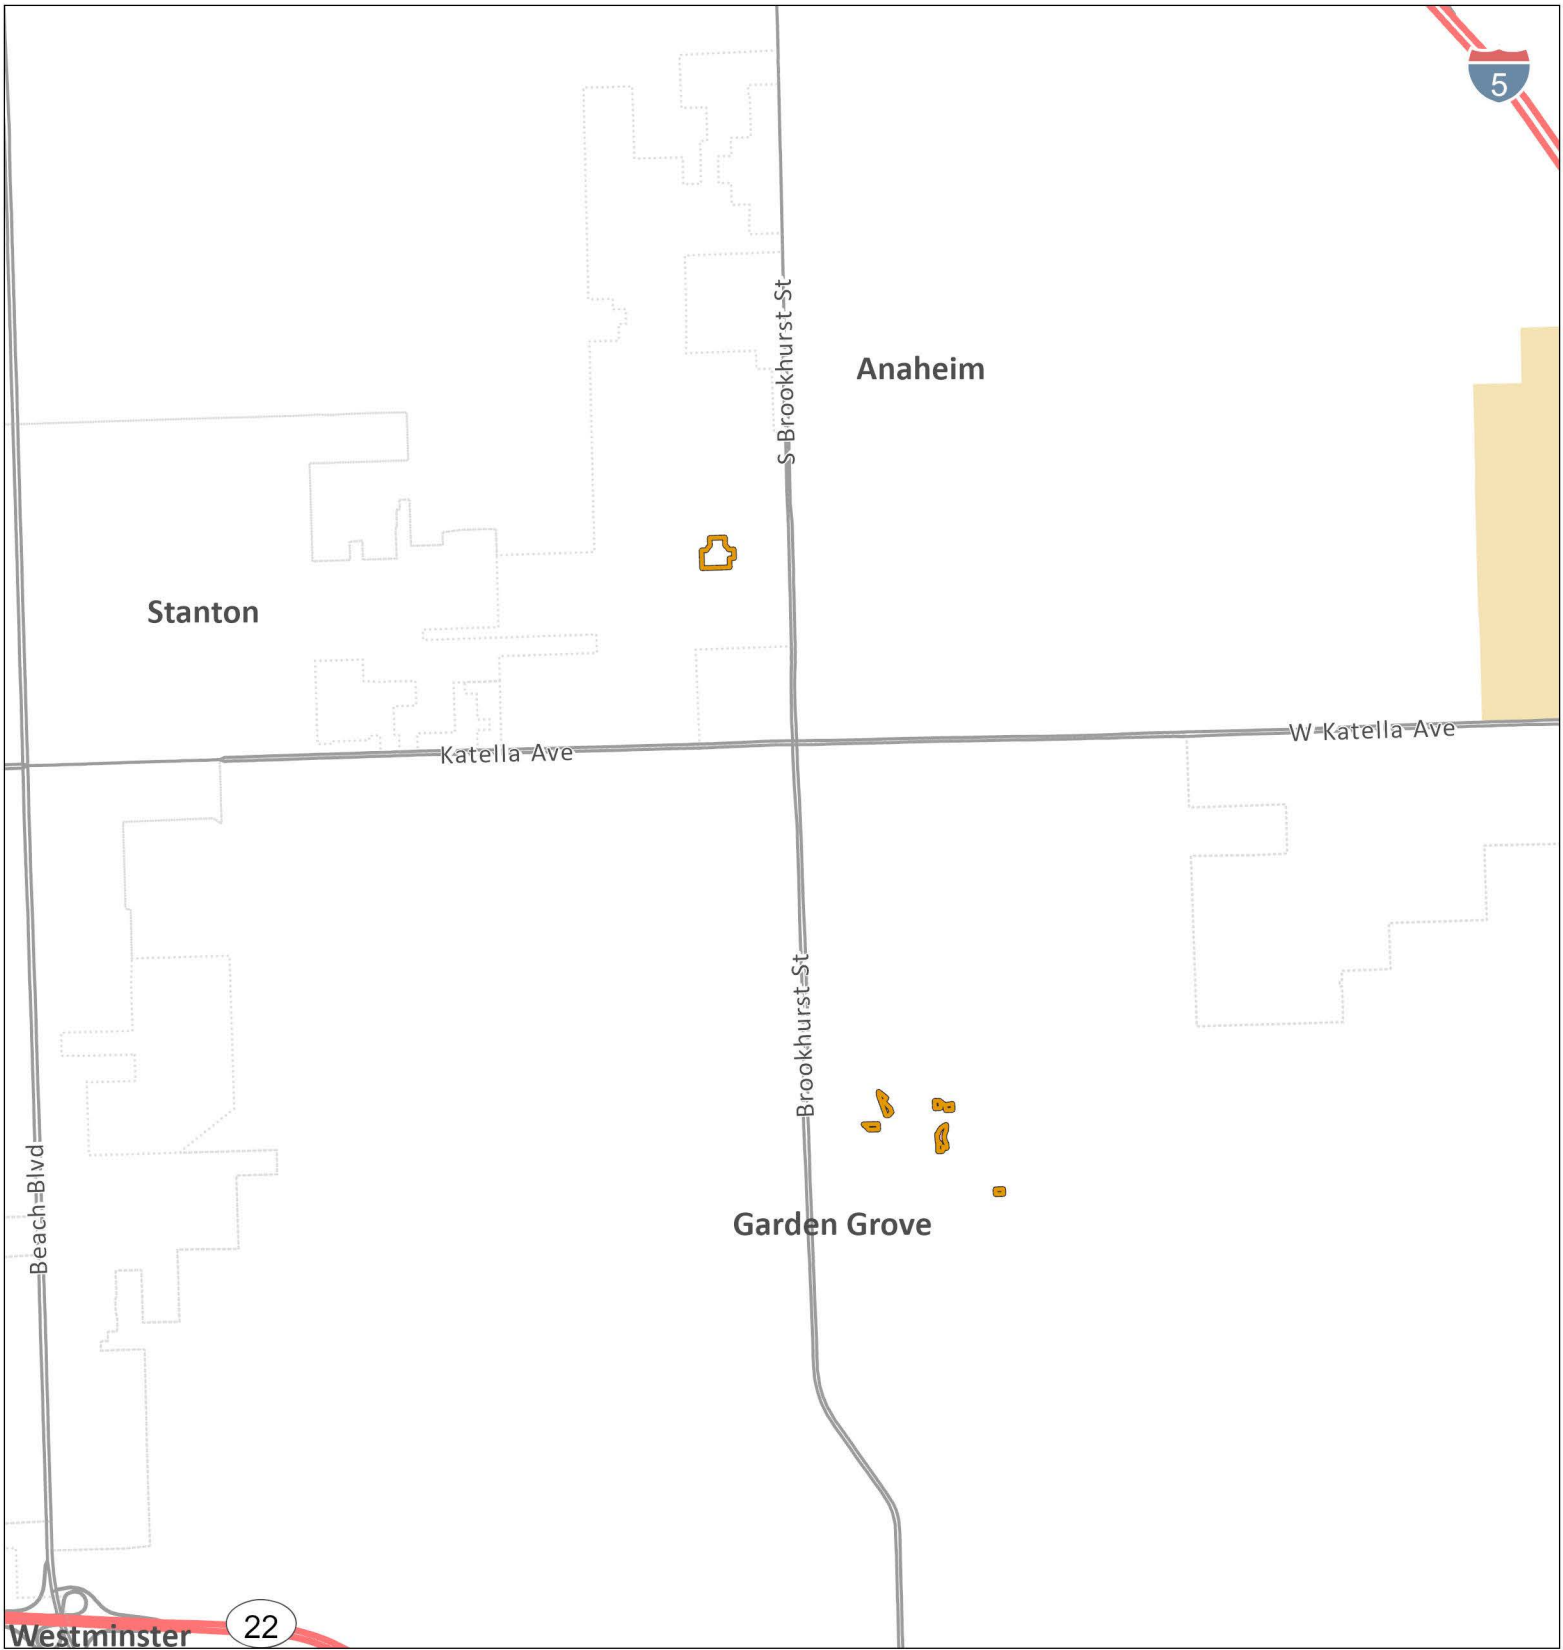 5
S Brookhurst St
Anaheim
Stanton
Katella Ave
W Katella Ave
Brookhurst St
Beach Blvd
Garden Grove
Westminster
22